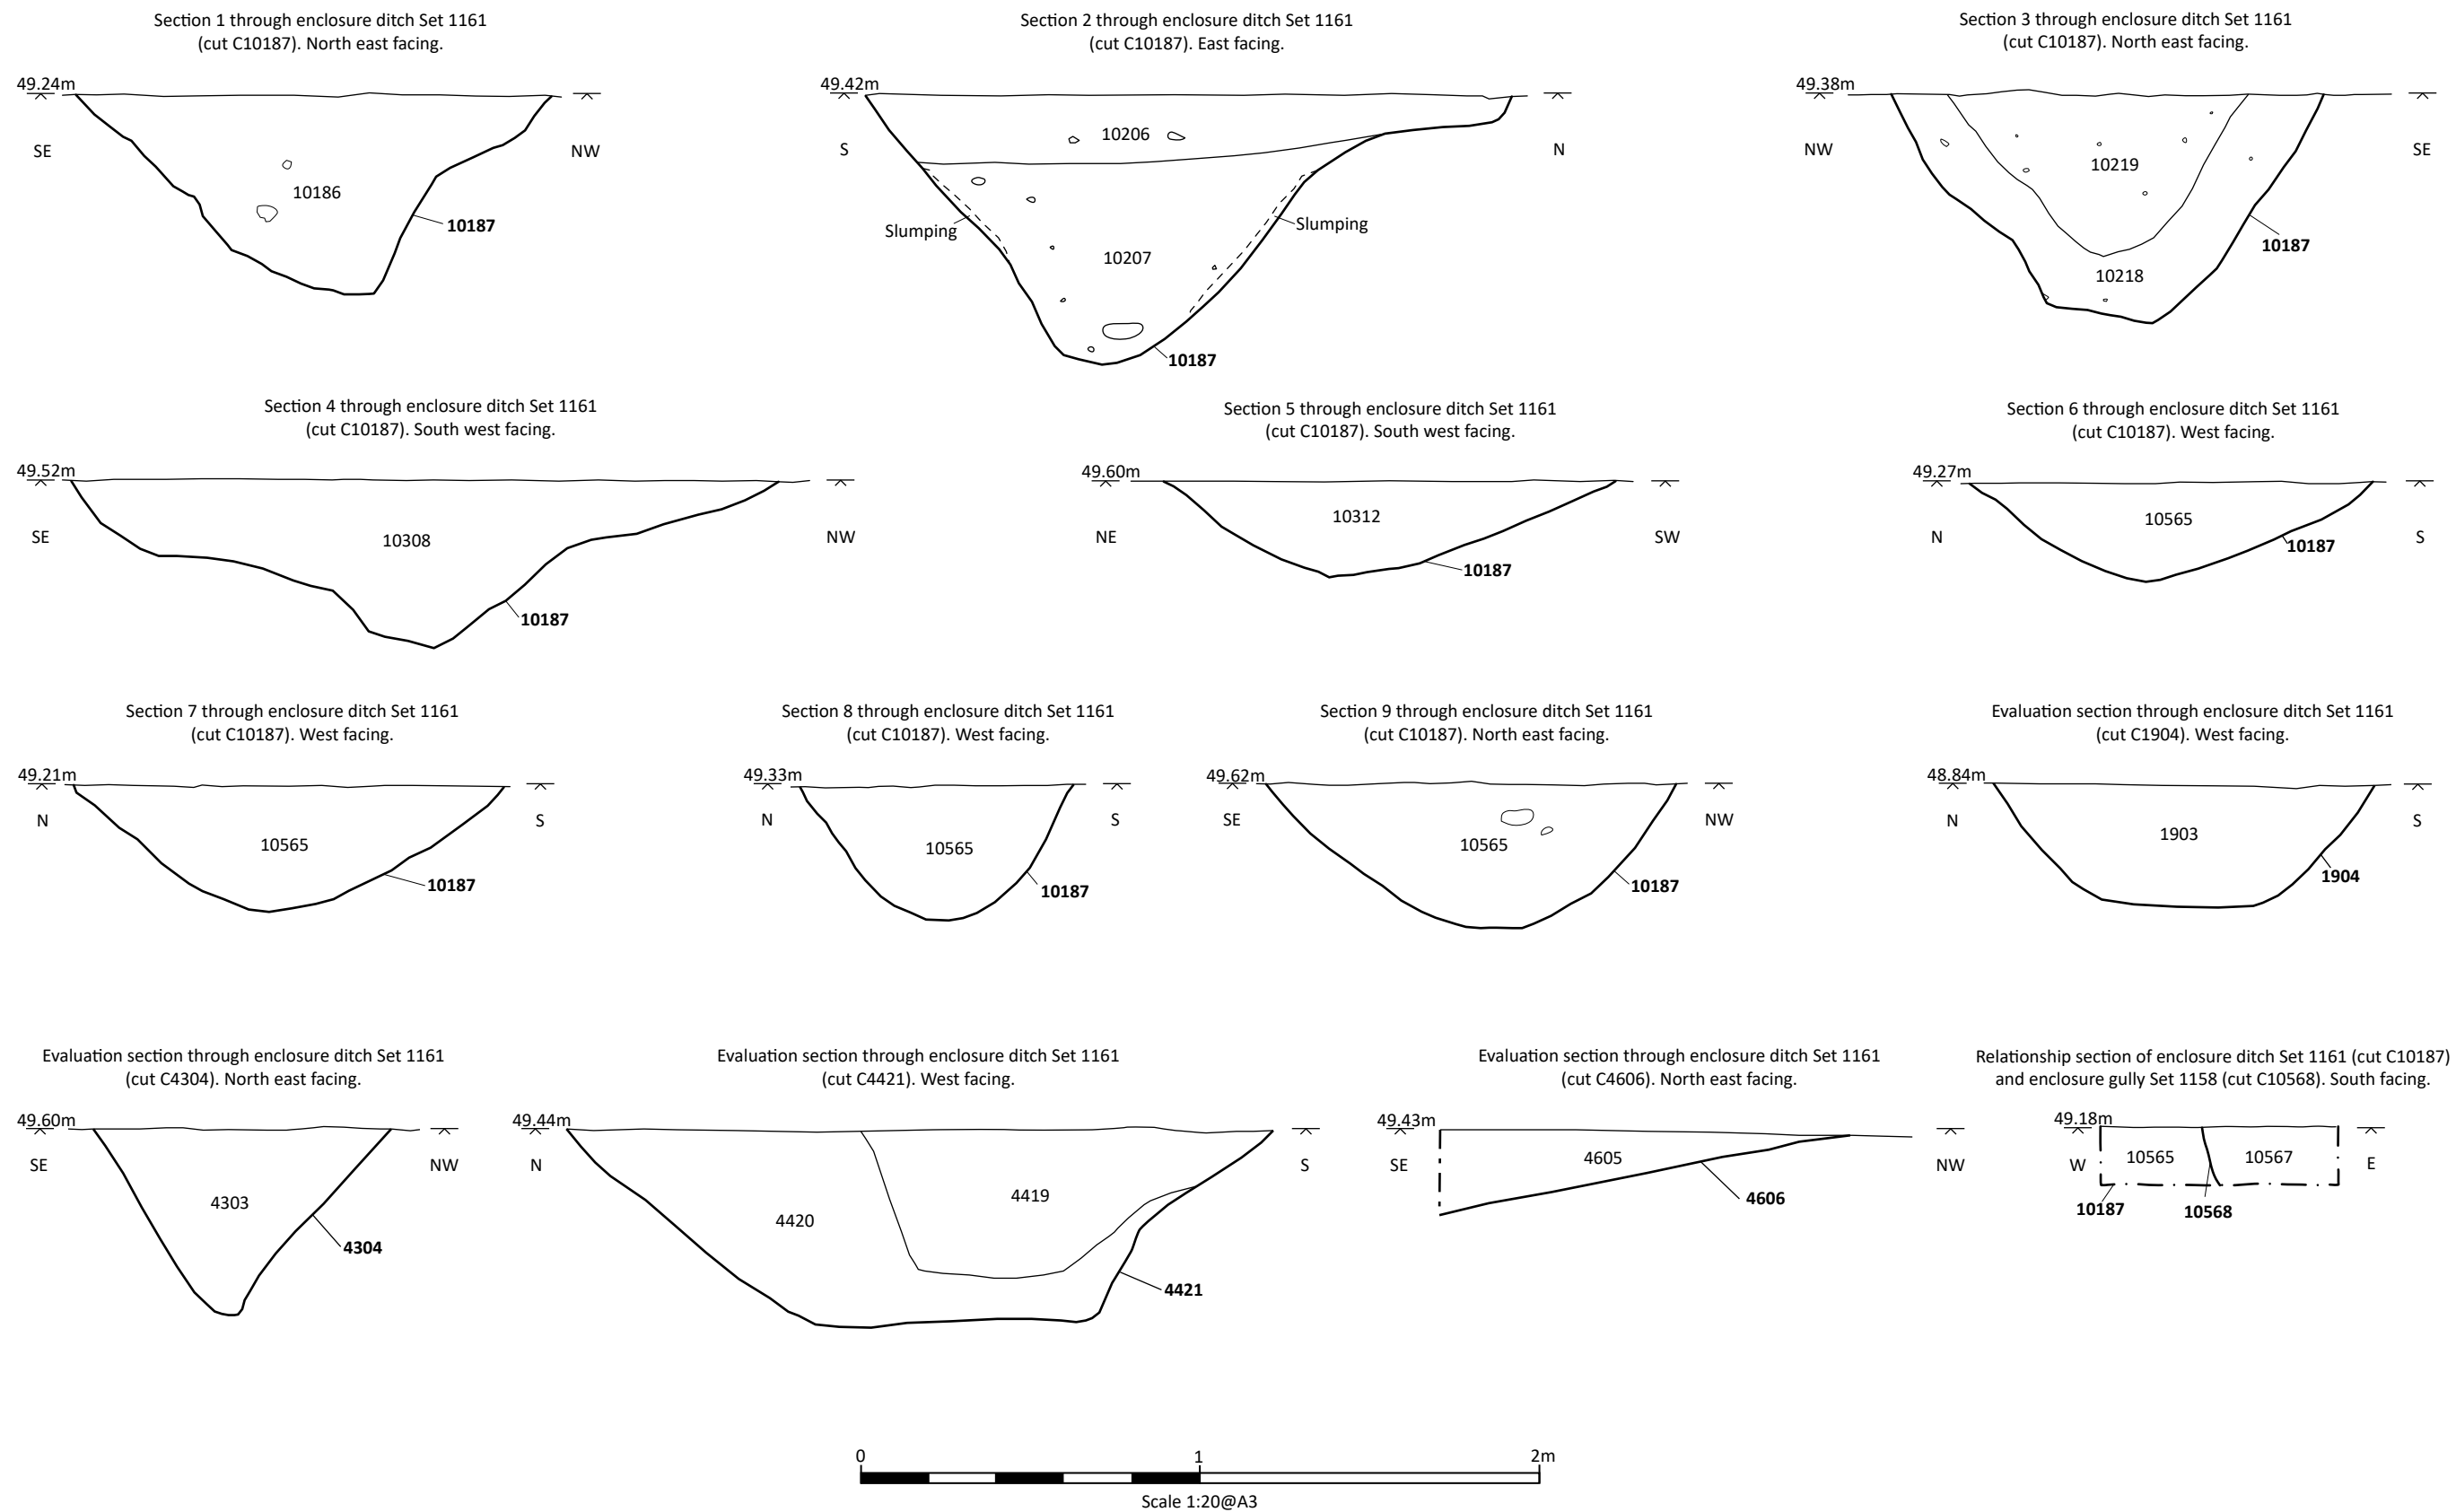 Section 1 through enclosure ditch Set 1161
(cut C10187). North east facing.
49.24m
SE
NW
10186
10187
Section 2 through enclosure ditch Set 1161
(cut C10187). East facing.
49.42m
S
N
10206
Slumping
Slumping
10207
10187
Section 3 through enclosure ditch Set 1161
(cut C10187). North east facing.
49.38m
NW
SE
10219
10187
10218
Section 4 through enclosure ditch Set 1161
(cut C10187). South west facing.
49.52m
SE
NW
10308
10187
Section 5 through enclosure ditch Set 1161
(cut C10187). South west facing.
49.60m
NE
SW
10312
10187
Section 6 through enclosure ditch Set 1161
(cut C10187). West facing.
49.27m
N
S
10565
10187
Section 7 through enclosure ditch Set 1161
(cut C10187). West facing.
49.21m
N
S
10565
10187
Section 8 through enclosure ditch Set 1161
(cut C10187). West facing.
49.33m
N
S
10565
10187
Section 9 through enclosure ditch Set 1161
(cut C10187). North east facing.
49.62m
SE
NW
10565
10187
Evaluation section through enclosure ditch Set 1161
(cut C1904). West facing.
48.84m
N
S
1903
1904
Evaluation section through enclosure ditch Set 1161
(cut C4304). North east facing.
49.60m
SE
NW
4303
4304
Evaluation section through enclosure ditch Set 1161
(cut C4421). West facing.
49.44m
N
S
4419
4420
4421
Evaluation section through enclosure ditch Set 1161
(cut C4606). North east facing.
49.43m
SE
NW
4605
4606
Relationship section of enclosure ditch Set 1161 (cut C10187)
and enclosure gully Set 1158 (cut C10568). South facing.
49.18m
W
E
10565
10567
10187
10568
0 1 2m
Scale 1:20@A3